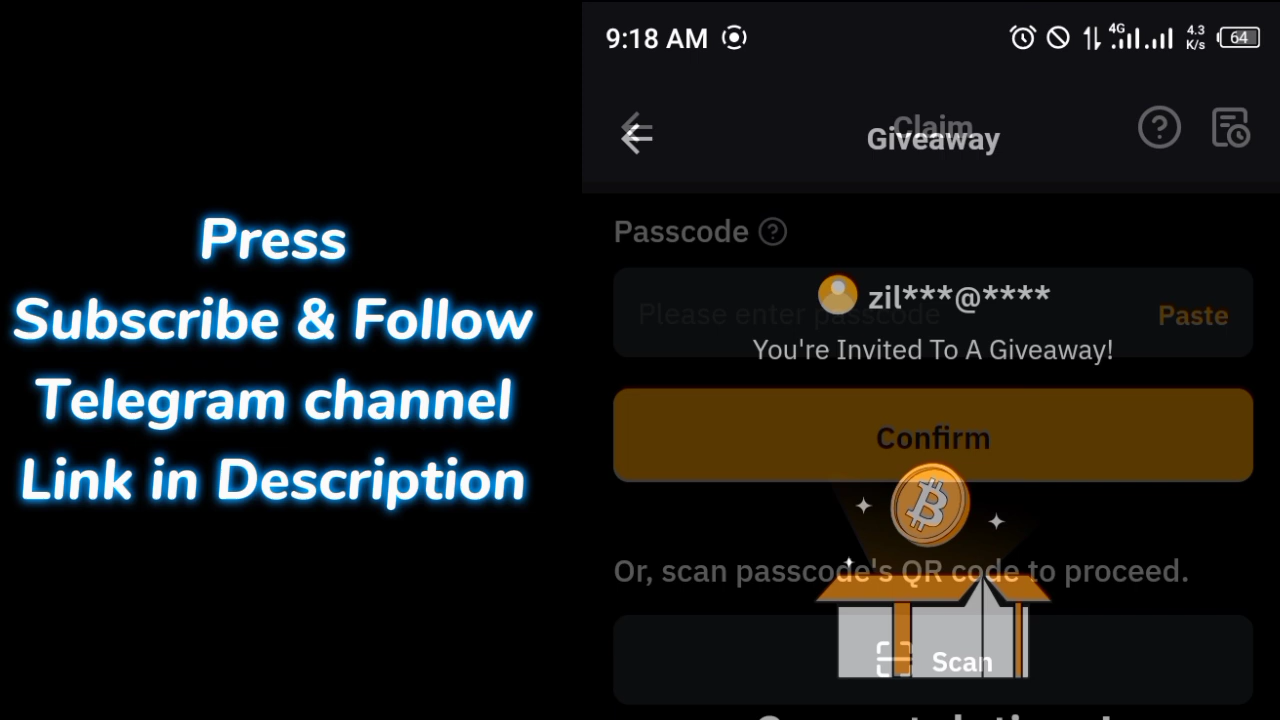 Press
Subscribe & Follow
Telegram channel
Link in Description
9:18 AM
4G
4.3
K/s
64
Claim
Giveaway
Passcode
zil***@****
Please enter passcode
Paste
You're Invited To A Giveaway!
Confirm
Or, scan passcode's QR code to proceed.
Scan